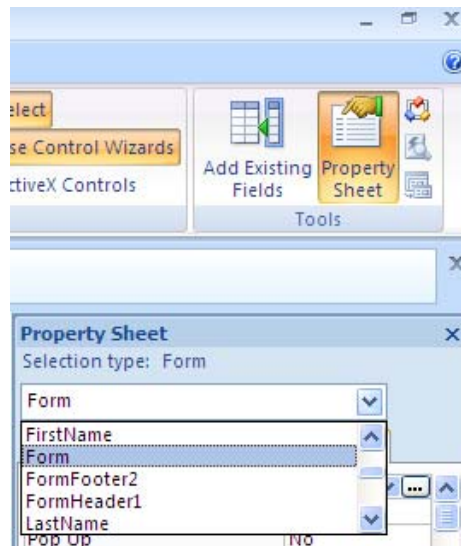 elect
se Control Wizards
ctiveX Controls
Add Existing Fields
Property Sheet
Tools
Property Sheet
Selection type: Form
Form
FirstName
Form
FormFooter2
FormHeader1
LastName
Pop Up No